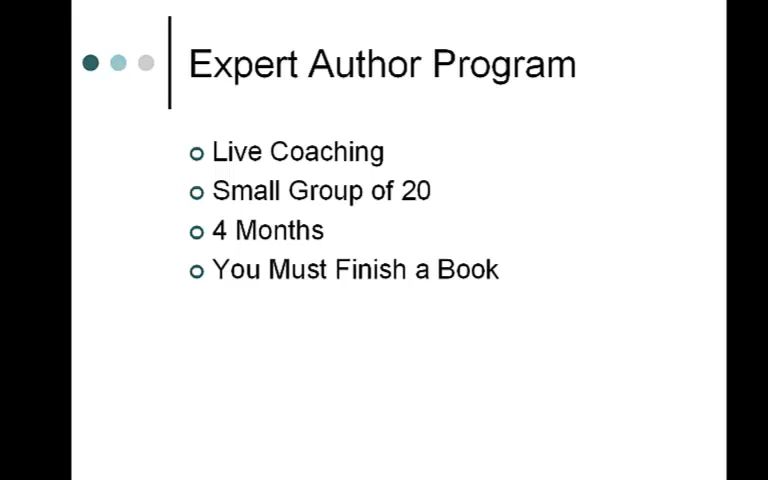 Expert Author Program
Live Coaching
Small Group of 20
4 Months
You Must Finish a Book